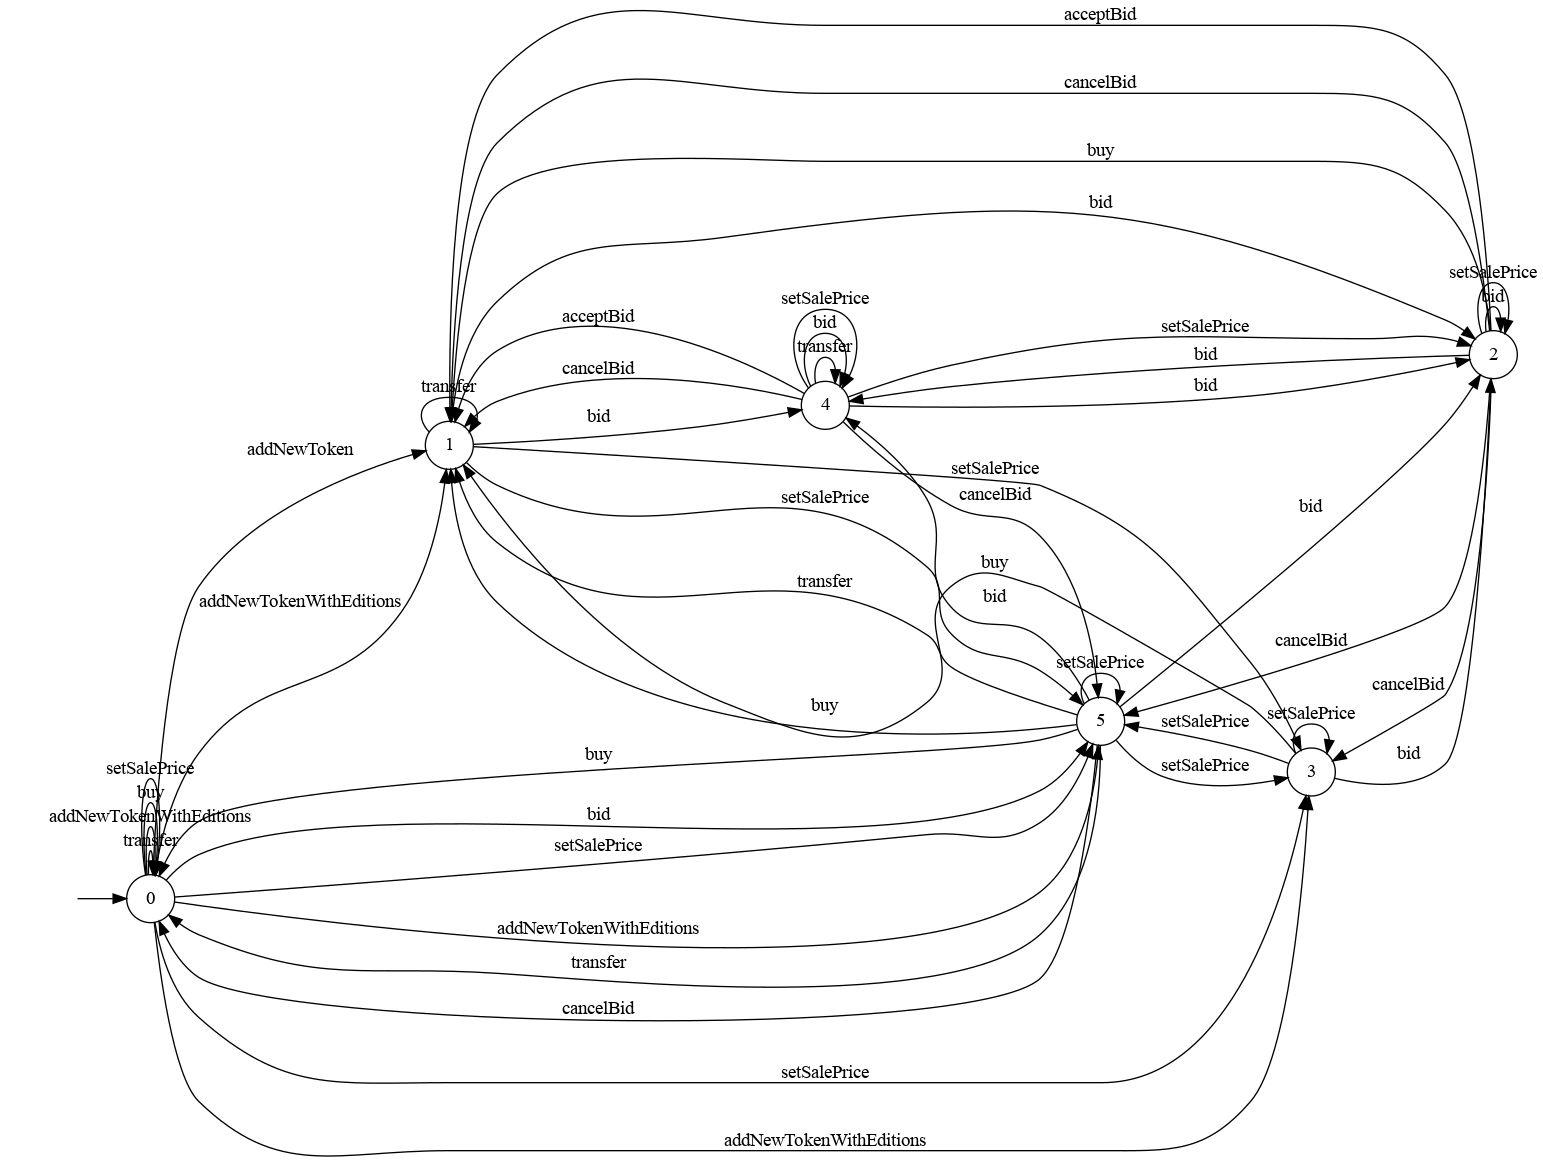 acceptBid
cancelBid
buy
bid
setSalePrice
bid
2
setSalePrice
bid
transfer
4
acceptBid
cancelBid
bid
setSalePrice
bid
bid
transfer
1
addNewToken
setSalePrice
cancelBid
setSalePrice
bid
buy
transfer
bid
addNewTokenWithEditions
cancelBid
setSalePrice
5
cancelBid
buy
setSalePrice
setSalePrice
3
setSalePrice
bid
buy
setSalePrice
buy
addNewTokenWithEditions
transfer
0
bid
setSalePrice
addNewTokenWithEditions
transfer
cancelBid
setSalePrice
addNewTokenWithEditions